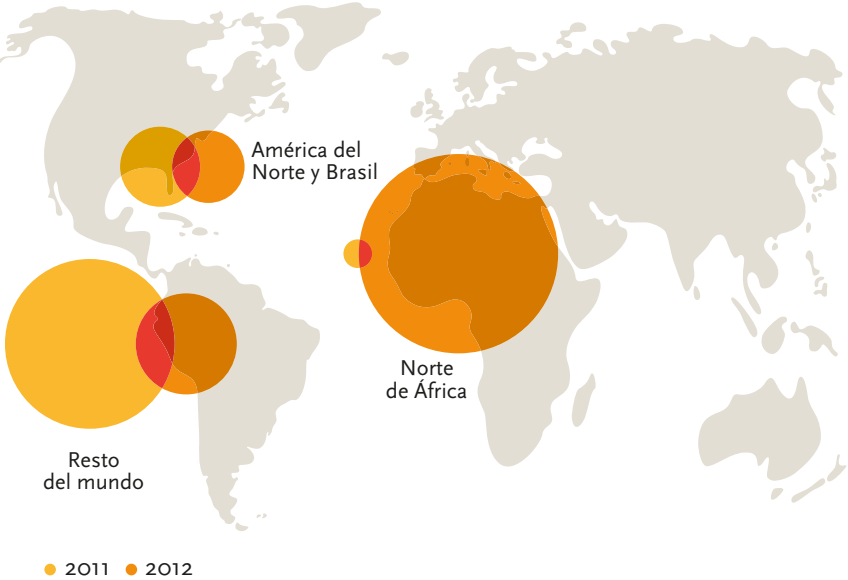 América del
Norte y Brasil
Norte
de África
Resto
del mundo
2011 2012